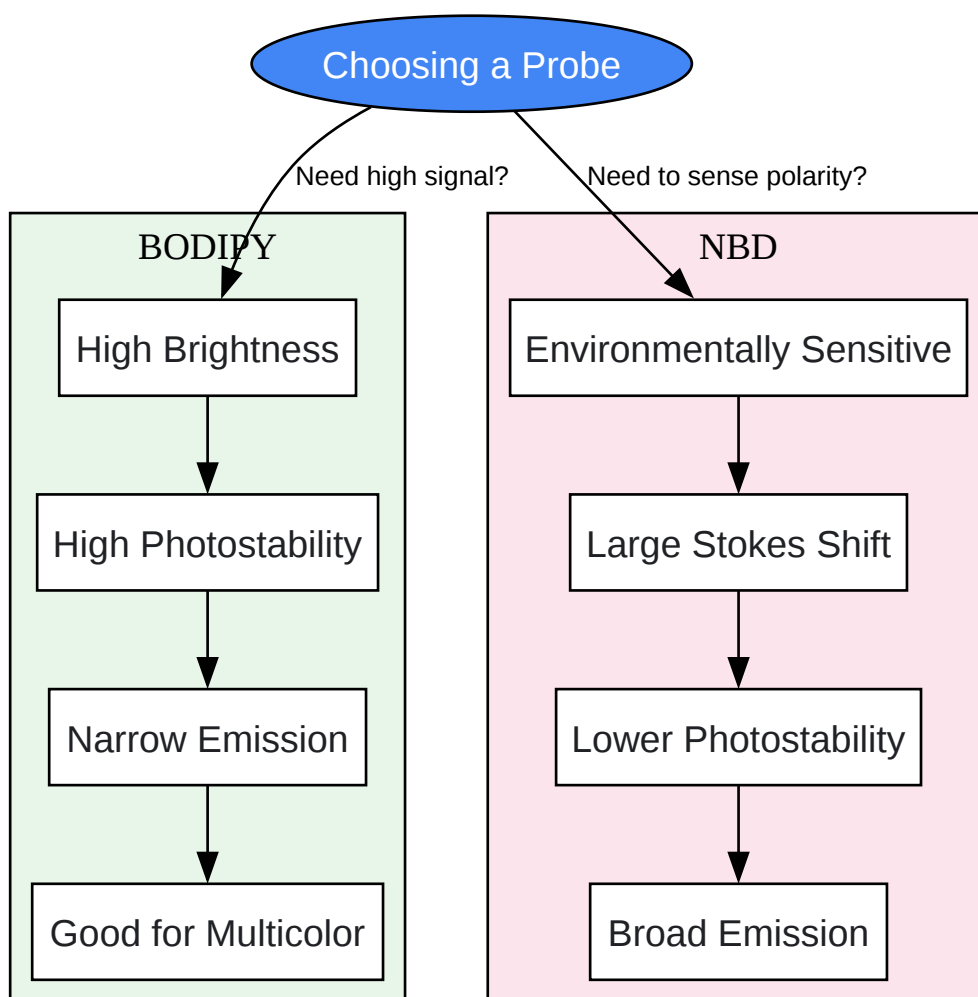 Choosing a Probe
Need high signal?
Need to sense polarity?
BODIPY
High Brightness
High Photostability
Narrow Emission
Good for Multicolor
NBD
Environmentally Sensitive
Large Stokes Shift
Lower Photostability
Broad Emission